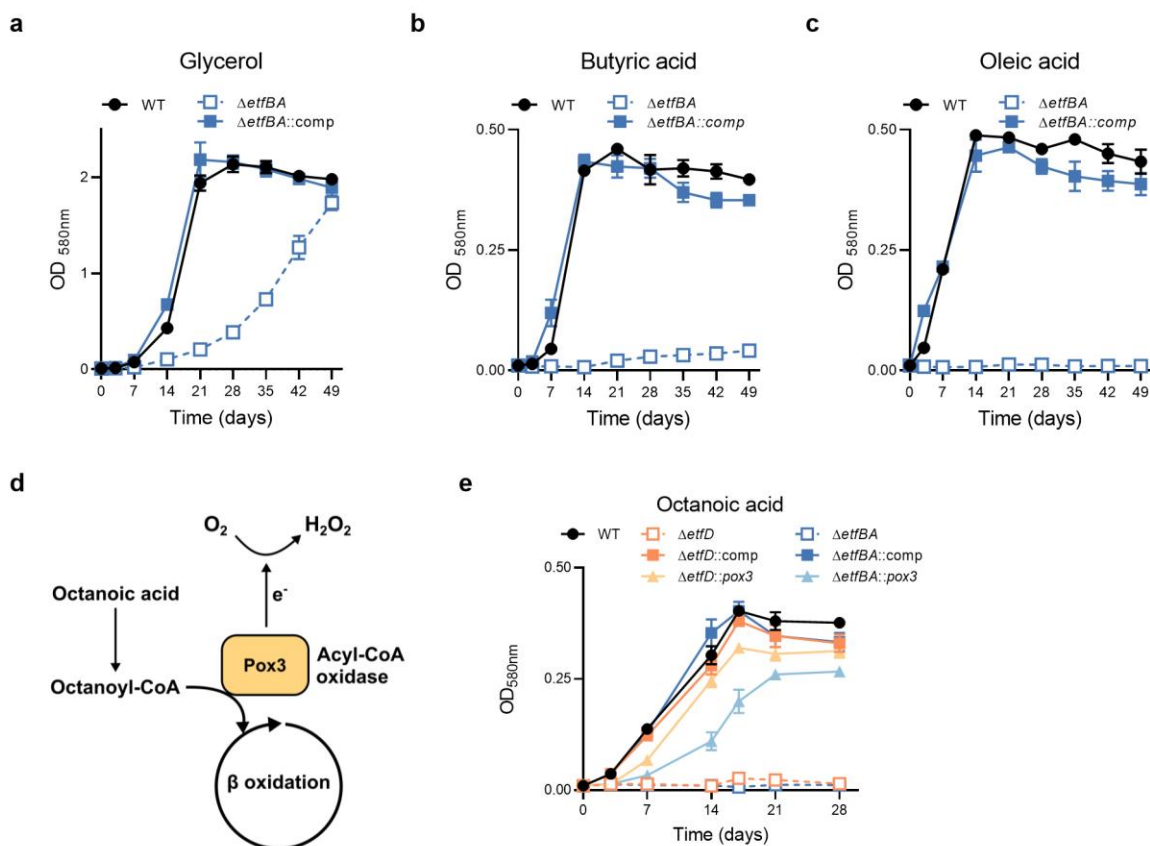 a
Glycerol
WT
ΔetfBA
ΔetfBA::comp
OD 580nm
2
1
0
0 7 14 21 28 35 42 49
Time (days)
b
Butyric acid
WT
ΔetfBA
ΔetfBA::comp
OD 580nm
0.50
0.25
0.00
0 7 14 21 28 35 42 49
Time (days)
c
Oleic acid
WT
ΔetfBA
ΔetfBA::comp
OD 580nm
0.50
0.25
0.00
0 7 14 21 28 35 42 49
Time (days)
d
O₂
H₂O₂
Octanoic acid
e⁻
Pox3
Acyl-CoA
oxidase
Octanoyl-CoA
β oxidation
e
Octanoic acid
WT
ΔetfD
ΔetfBA
ΔetfD::comp
ΔetfBA::comp
ΔetfD::pox3
ΔetfBA::pox3
OD580nm
0.50
0.25
0.00
0 7 14 21 28
Time (days)